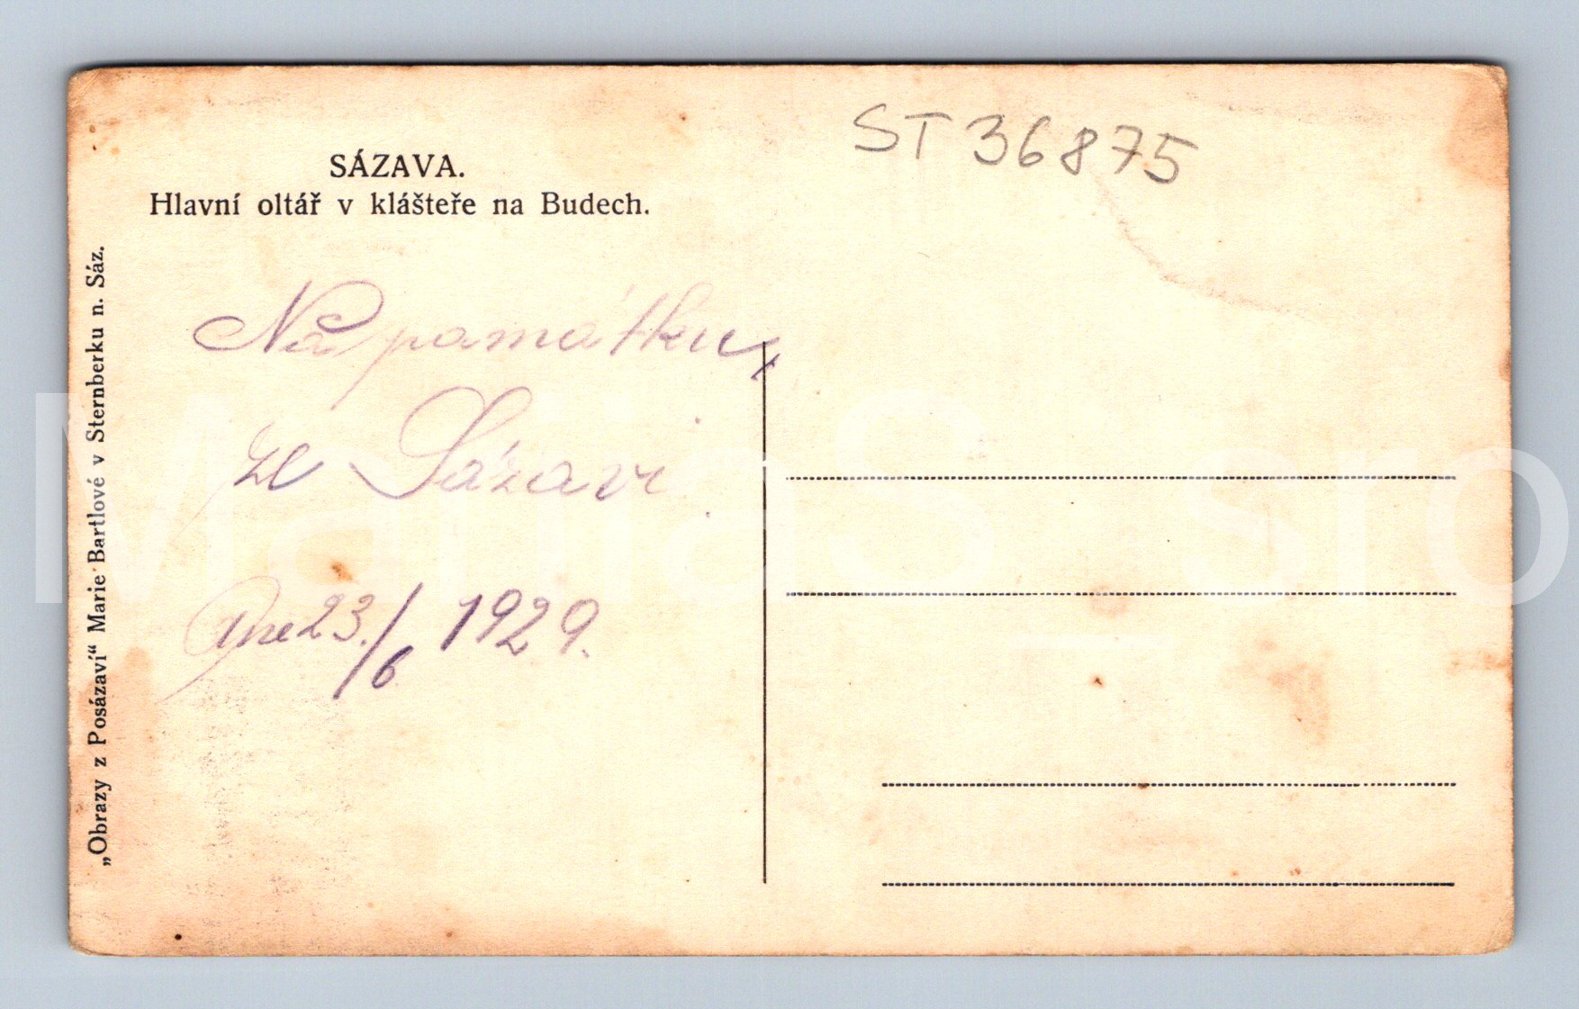 SÁZAVA.
Hlavní oltář v klášteře na Budech.
ST 36875
Na památku
ze Sázavi
Dne 23./6 1929.
„Obrazy z Posázaví“ Marie Bartlové v Sternberku n. Sáz.
MaliaS_sro